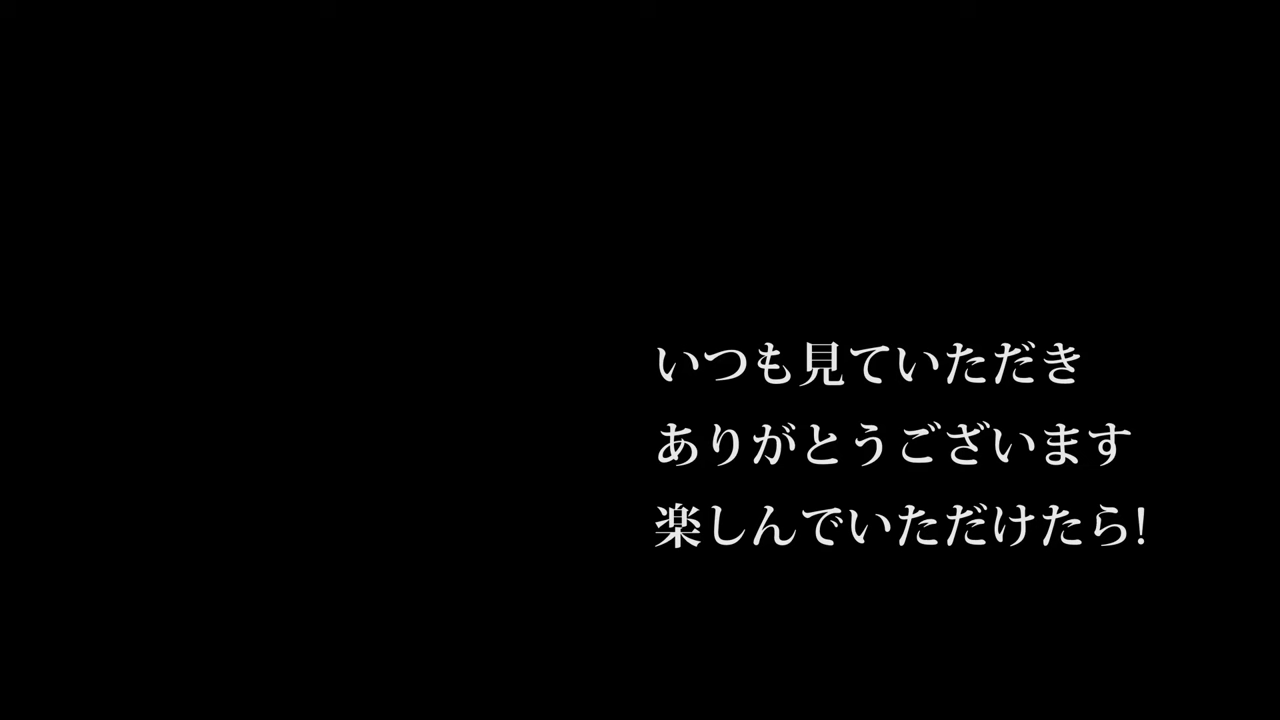 いつも見ていただき
ありがとうございます
楽しんでいただけたら!